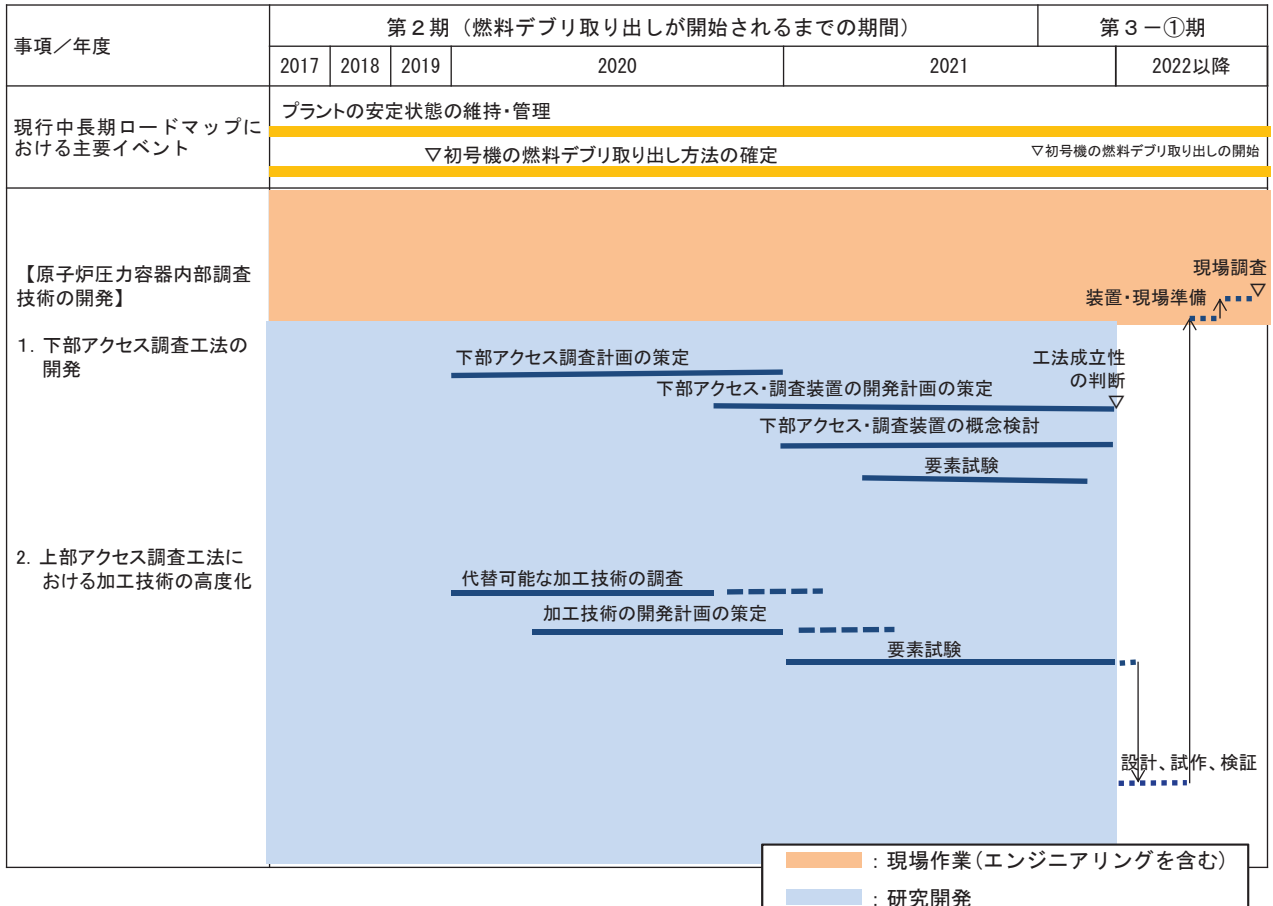 事項／年度
第２期（燃料デブリ取り出しが開始されるまでの期間）
第３－①期
2017
2018
2019
2020
2021
2022以降
現行中長期ロードマップに
おける主要イベント
プラントの安定状態の維持・管理
▽初号機の燃料デブリ取り出し方法の確定
▽初号機の燃料デブリ取り出しの開始
【原子炉圧力容器内部調査
技術の開発】
現場調査
▽
装置・現場準備
1. 下部アクセス調査工法の
開発
下部アクセス調査計画の策定
工法成立性
の判断
▽
下部アクセス・調査装置の開発計画の策定
下部アクセス・調査装置の概念検討
要素試験
2. 上部アクセス調査工法に
おける加工技術の高度化
代替可能な加工技術の調査
加工技術の開発計画の策定
要素試験
設計、試作、検証
：現場作業（エンジニアリングを含む）
：研究開発